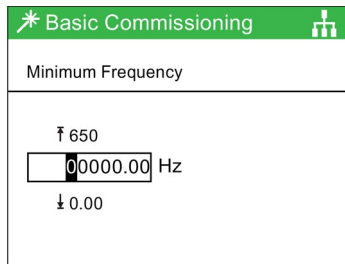 Basic Commissioning
Minimum Frequency
650
00000.00 Hz
0.00